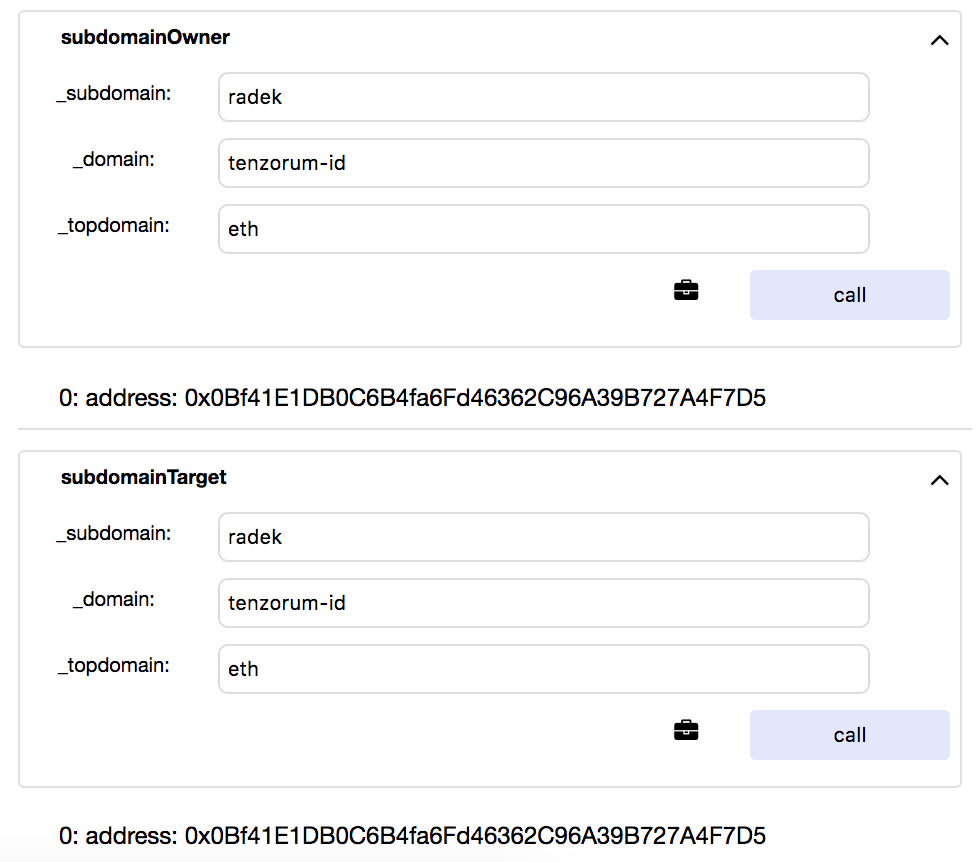 subdomainOwner
_subdomain: radek
_domain: tenzorum-id
_topdomain: eth
call
0: address: 0x0Bf41E1DB0C6B4fa6Fd46362C96A39B727A4F7D5
subdomainTarget
_subdomain: radek
_domain: tenzorum-id
_topdomain: eth
call
0: address: 0x0Bf41E1DB0C6B4fa6Fd46362C96A39B727A4F7D5